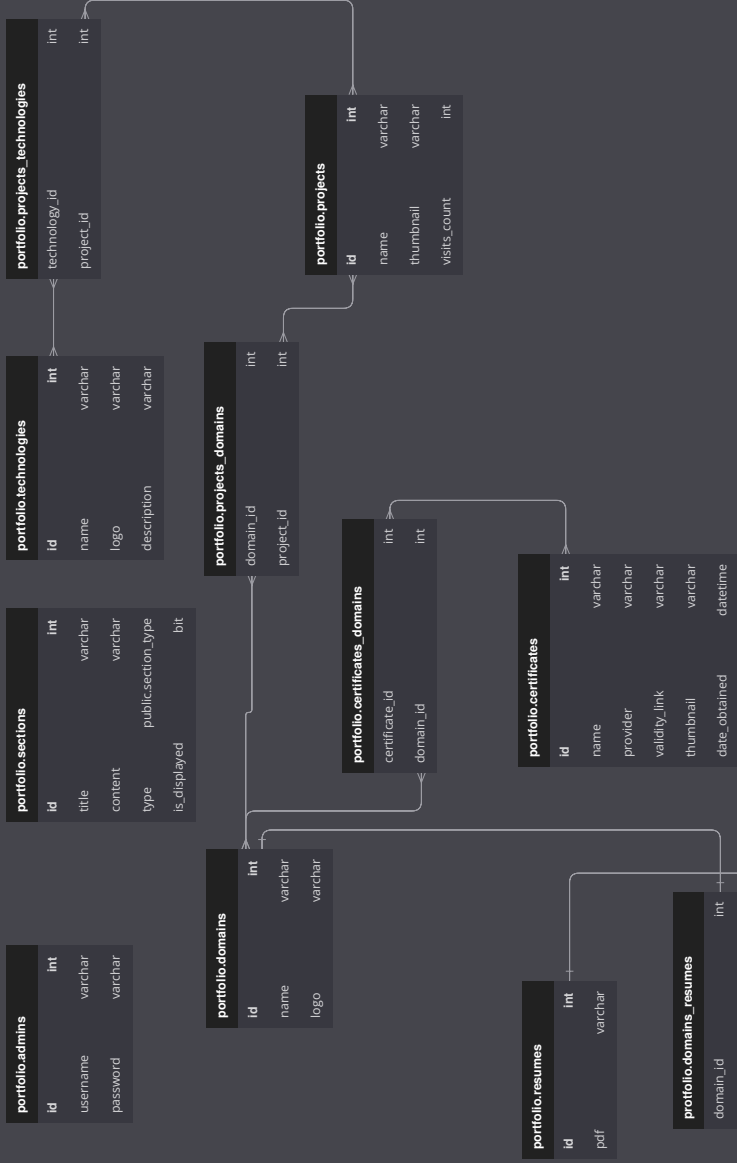 portfolio.admins
id int
username varchar
password varchar
portfolio.sections
id int
title varchar
content varchar
type public.section_type
is_displayed bit
portfolio.technologies
id int
name varchar
logo varchar
description varchar
portfolio.projects_technologies
technology_id int
project_id int
portfolio.domains
id int
name varchar
logo varchar
portfolio.projects_domains
domain_id int
project_id int
portfolio.projects
id int
name varchar
thumbnail varchar
visits_count int
portfolio.certificates_domains
certificate_id int
domain_id int
portfolio.resumes
id int
pdf varchar
portfolio.certificates
id int
name varchar
provider varchar
validity_link varchar
thumbnail varchar
date_obtained datetime
protfolio.domains_resumes
domain_id int